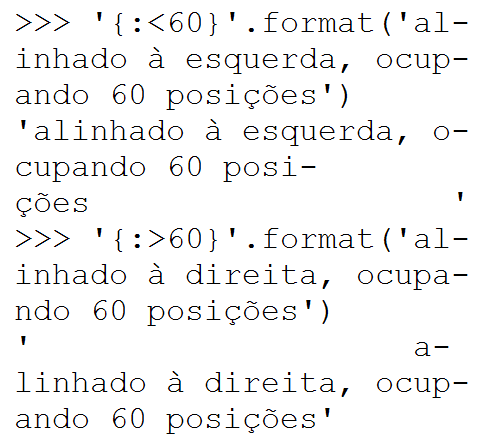 >>> '{:<60}'.format('al-
inhado à esquerda, ocup-
ando 60 posições')
'alinhado à esquerda, o-
cupando 60 posi-
ções                    '
>>> '{:>60}'.format('al-
inhado à direita, ocupa-
ndo 60 posições')
'                     a-
linhado à direita, ocup-
ando 60 posições'